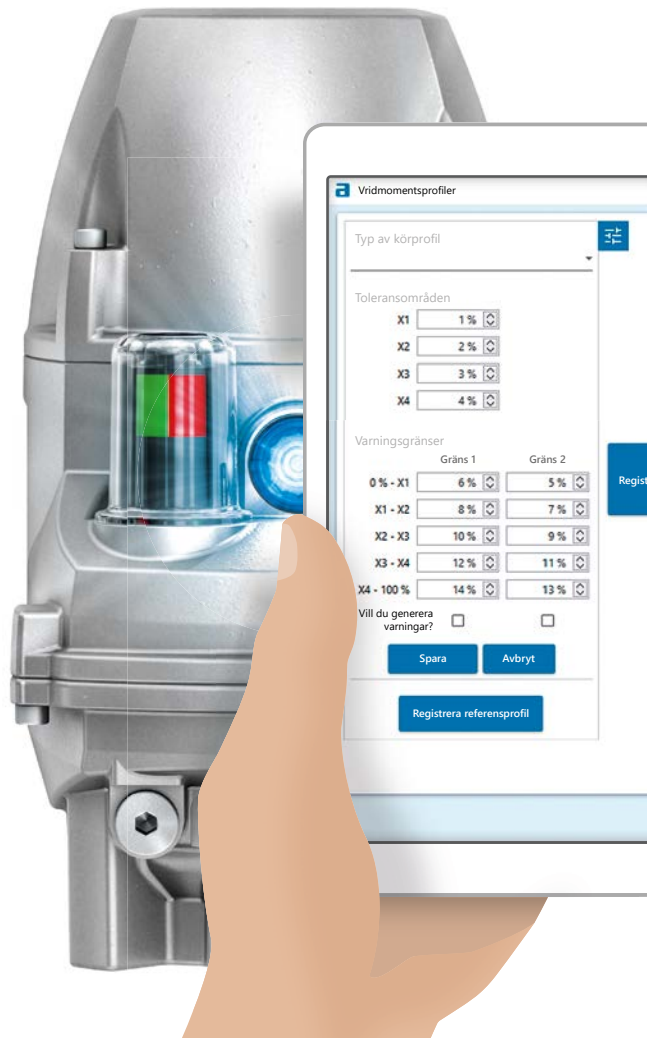 Vridmomentsprofiler
Typ av körprofil
Toleransområden
X1 1 %
X2 2 %
X3 3 %
X4 4 %
Varningsgränser
Gräns 1 Gräns 2
0 % - X1 6 % 5 %
X1 - X2 8 % 7 %
X2 - X3 10 % 9 %
X3 - X4 12 % 11 %
X4 - 100 % 14 % 13 %
Vill du generera
varningar?
Spara Avbryt
Registrera referensprofil
Regist